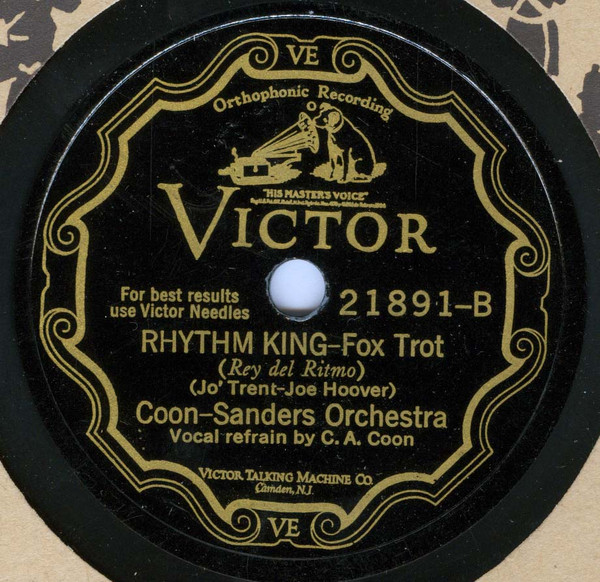 VE
Orthophonic Recording
"HIS MASTER'S VOICE"
VICTOR
For best results
use Victor Needles
21891-B
RHYTHM KING-Fox Trot
(Rey del Ritmo)
(Jo' Trent-Joe Hoover)
Coon-Sanders Orchestra
Vocal refrain by C. A. Coon
VICTOR TALKING MACHINE CO.
Camden, N.J.
VE